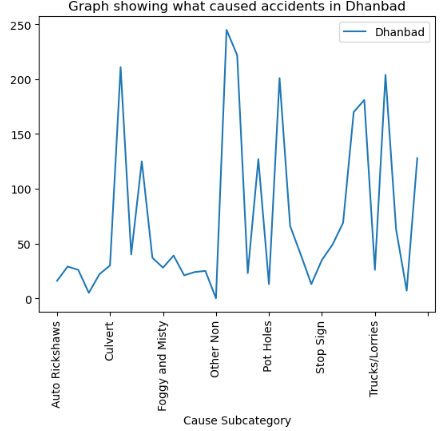 Graph showing what caused accidents in Dhanbad
Dhanbad
250
200
150
100
50
0
Auto Rickshaws
Culvert
Foggy and Misty
Other Non
Pot Holes
Stop Sign
Trucks/Lorries
Cause Subcategory